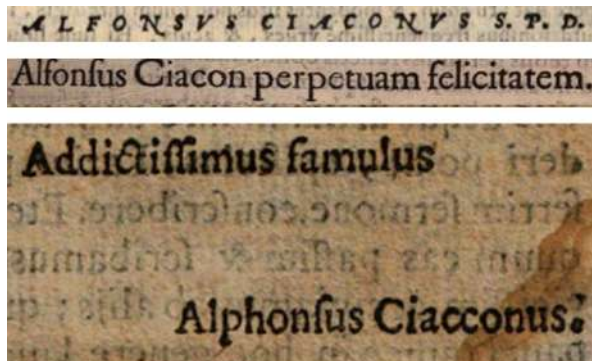 ALFONSVS CIACONVS S. P. D.
Alfonſus Ciacon perpetuam felicitatem.
Addictiſſimus famulus
Alphonſus Ciacconus.